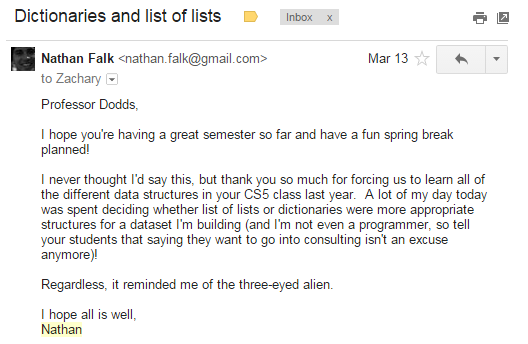 Dictionaries and list of lists
Inbox x
Nathan Falk <nathan.falk@gmail.com>
Mar 13
to Zachary
Professor Dodds,
I hope you're having a great semester so far and have a fun spring break
planned!
I never thought I'd say this, but thank you so much for forcing us to learn all of
the different data structures in your CS5 class last year.  A lot of my day today
was spent deciding whether list of lists or dictionaries were more appropriate
structures for a dataset I'm building (and I'm not even a programmer, so tell
your students that saying they want to go into consulting isn't an excuse
anymore)!
Regardless, it reminded me of the three-eyed alien.
I hope all is well,
Nathan